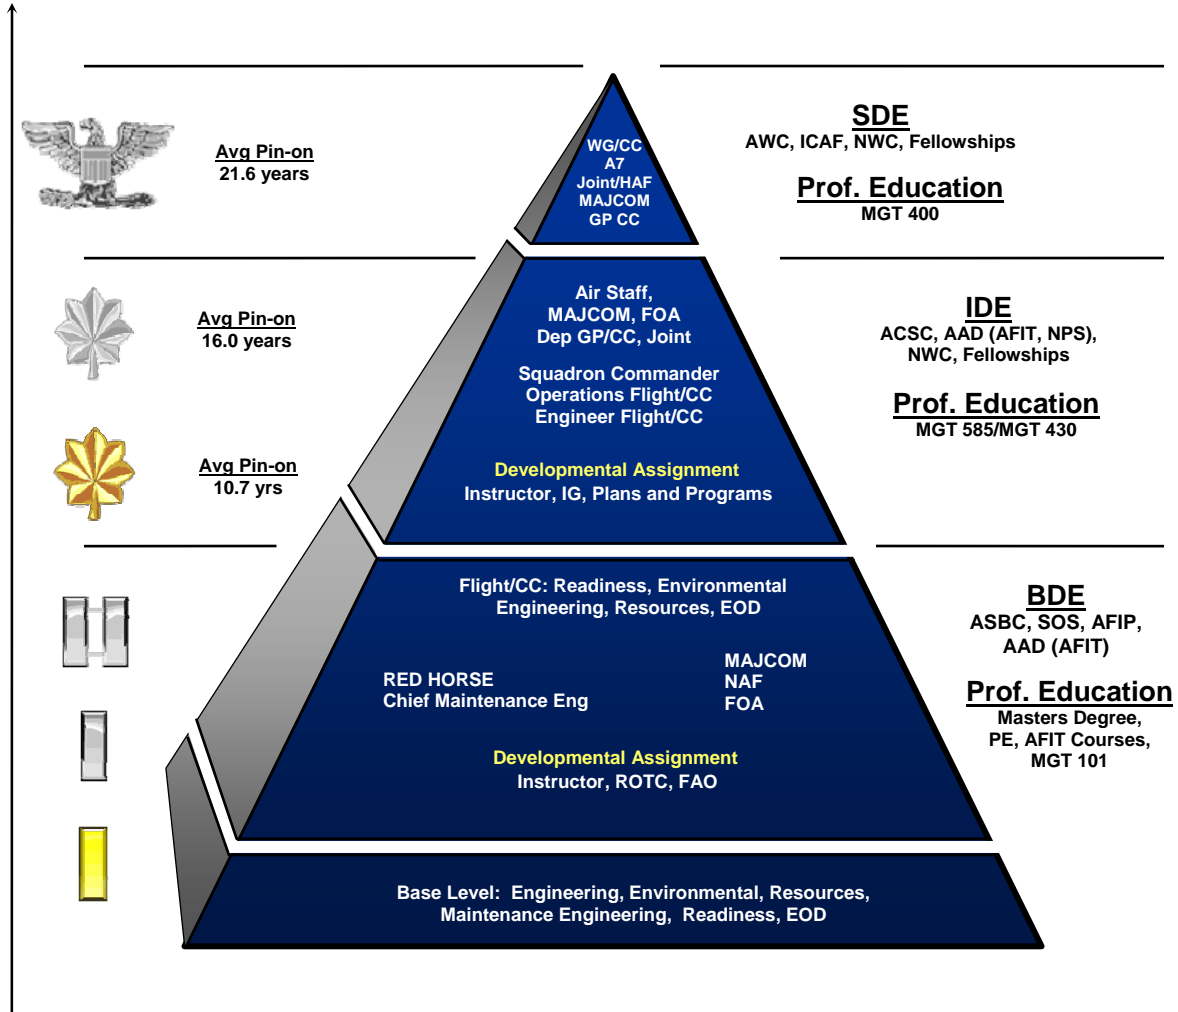 Avg Pin-on
21.6 years
WG/CC
A7
Joint/HAF
MAJCOM
GP CC
SDE
AWC, ICAF, NWC, Fellowships
Prof. Education
MGT 400
Avg Pin-on
16.0 years
Avg Pin-on
10.7 yrs
Air Staff,
MAJCOM, FOA
Dep GP/CC, Joint
Squadron Commander
Operations Flight/CC
Engineer Flight/CC
Developmental Assignment
Instructor, IG, Plans and Programs
IDE
ACSC, AAD (AFIT, NPS),
NWC, Fellowships
Prof. Education
MGT 585/MGT 430
Flight/CC: Readiness, Environmental
Engineering, Resources, EOD
RED HORSE
Chief Maintenance Eng
MAJCOM
NAF
FOA
Developmental Assignment
Instructor, ROTC, FAO
BDE
ASBC, SOS, AFIP,
AAD (AFIT)
Prof. Education
Masters Degree,
PE, AFIT Courses,
MGT 101
Base Level: Engineering, Environmental, Resources,
Maintenance Engineering, Readiness, EOD